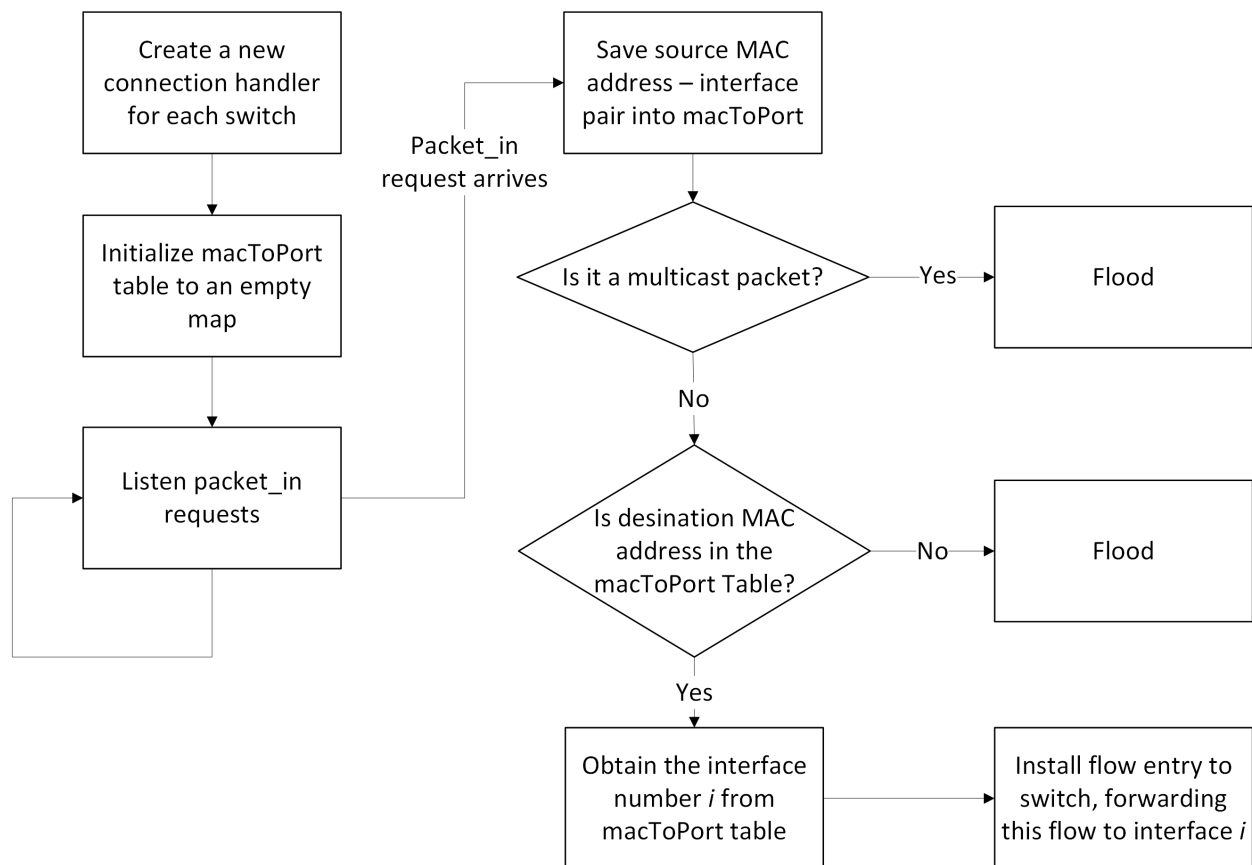 Create a new
connection handler
for each switch
Initialize macToPort
table to an empty
map
Listen packet_in
requests
Packet_in
request arrives
Save source MAC
address – interface
pair into macToPort
Is it a multicast packet?
Yes
Flood
No
Is desination MAC
address in the
macToPort Table?
No
Flood
Yes
Obtain the interface
number i from
macToPort table
Install flow entry to
switch, forwarding
this flow to interface i